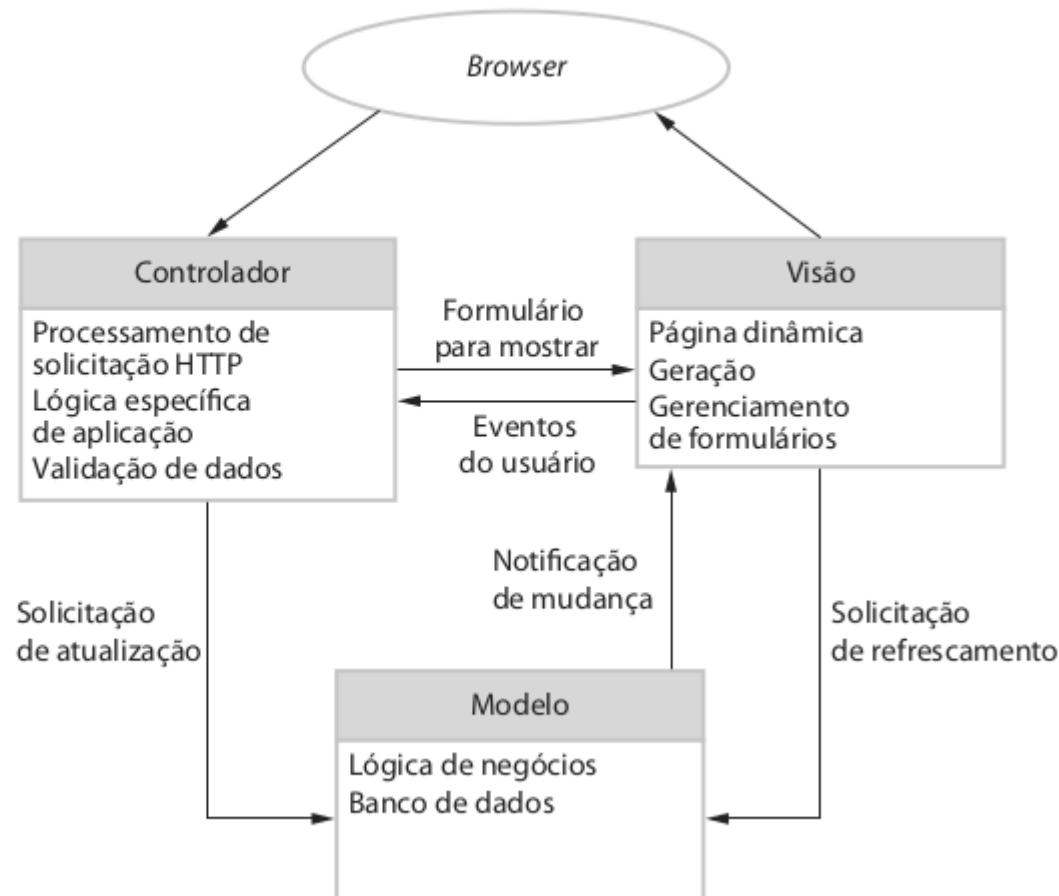 Browser
Controlador
Processamento de
solicitação HTTP
Lógica específica
de aplicação
Validação de dados
Formulário
para mostrar
Eventos
do usuário
Visão
Página dinâmica
Geração
Gerenciamento
de formulários
Solicitação
de atualização
Notificação
de mudança
Solicitação
de refrescamento
Modelo
Lógica de negócios
Banco de dados